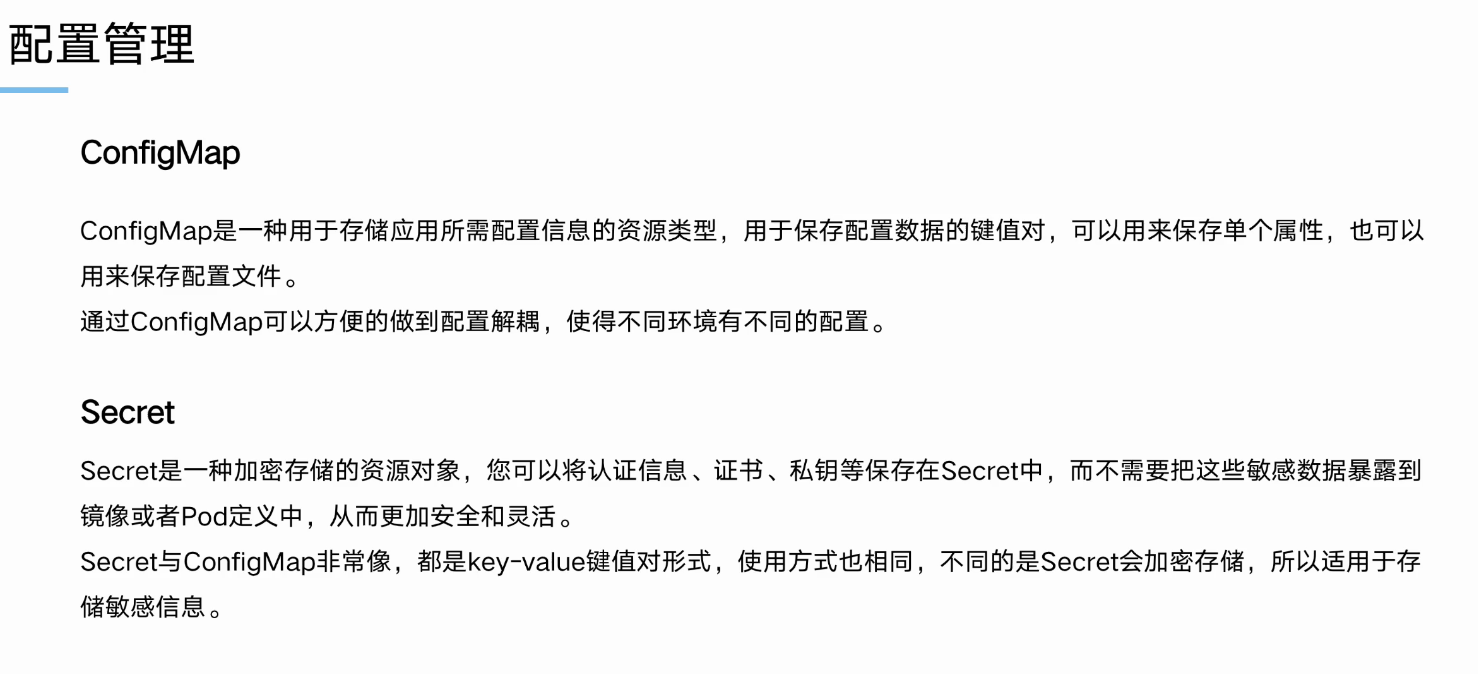 配置管理
ConfigMap
ConfigMap是一种用于存储应用所需配置信息的资源类型，用于保存配置数据的键值对，可以用来保存单个属性，也可以
用来保存配置文件。
通过ConfigMap可以方便的做到配置解耦，使得不同环境有不同的配置。
Secret
Secret是一种加密存储的资源对象，您可以将认证信息、证书、私钥等保存在Secret中，而不需要把这些敏感数据暴露到
镜像或者Pod定义中，从而更加安全和灵活。
Secret与ConfigMap非常像，都是key-value键值对形式，使用方式也相同，不同的是Secret会加密存储，所以适用于存
储敏感信息。